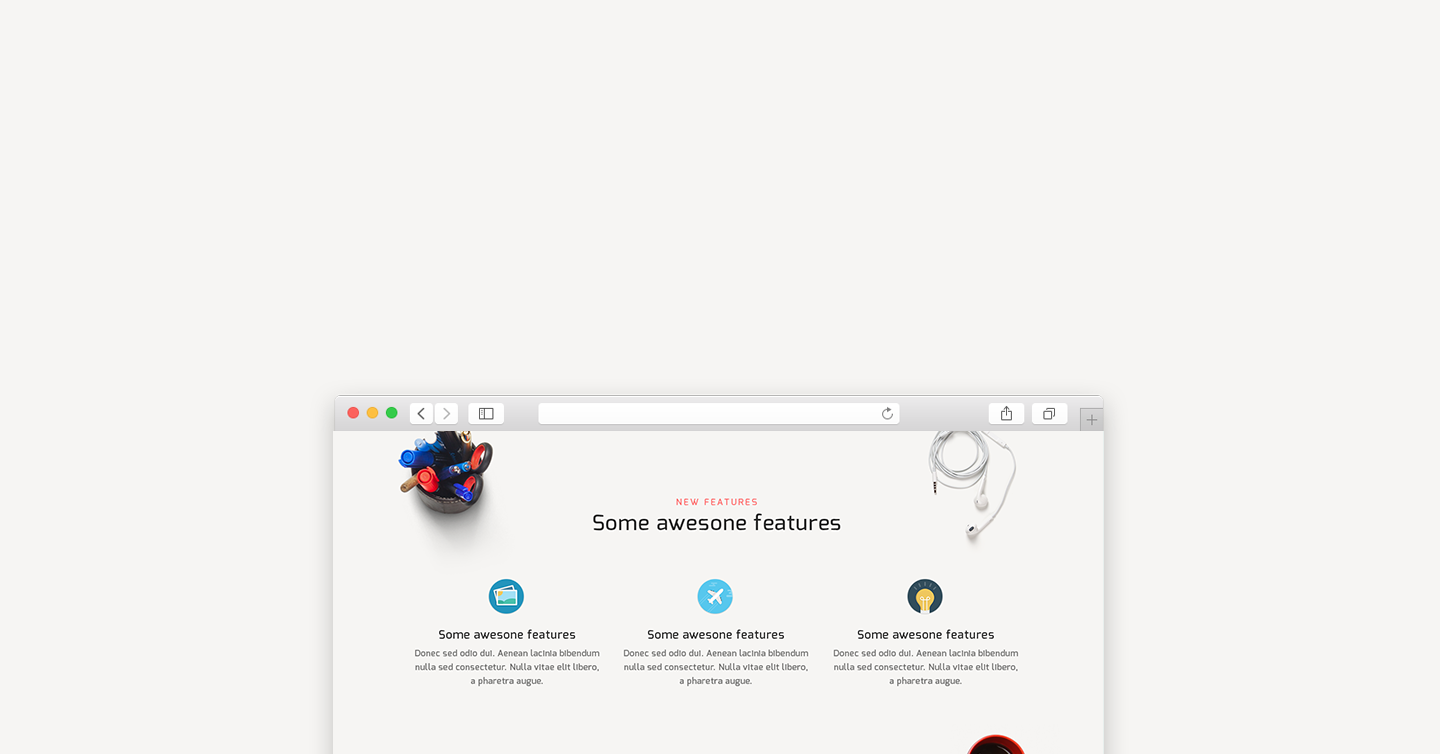 NEW FEATURES
Some awesone features
Some awesone features
Donec sed odio dui. Aenean lacinia bibendum
nulla sed consectetur. Nulla vitae elit libero,
a pharetra augue.
Some awesone features
Donec sed odio dui. Aenean lacinia bibendum
nulla sed consectetur. Nulla vitae elit libero,
a pharetra augue.
Some awesone features
Donec sed odio dui. Aenean lacinia bibendum
nulla sed consectetur. Nulla vitae elit libero,
a pharetra augue.